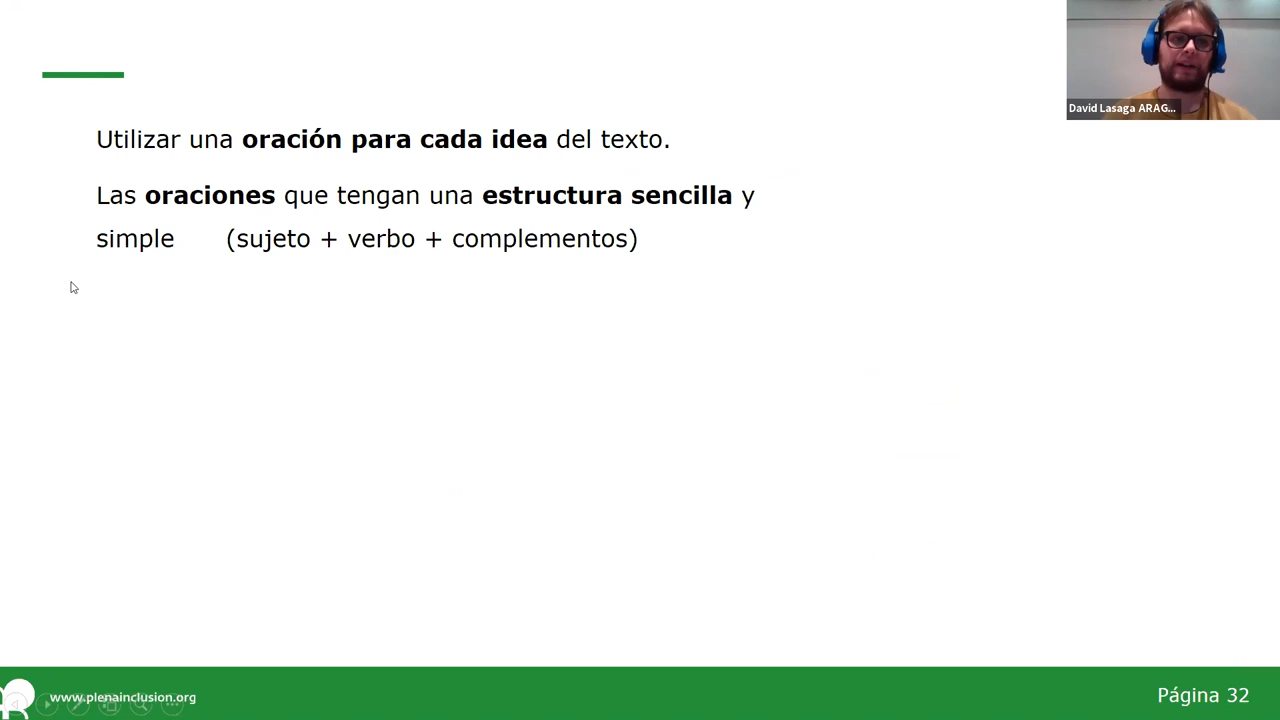 David Lasaga ARAG...
Utilizar una oración para cada idea del texto.
Las oraciones que tengan una estructura sencilla y
simple (sujeto + verbo + complementos)
www.plenainclusion.org
Página 32